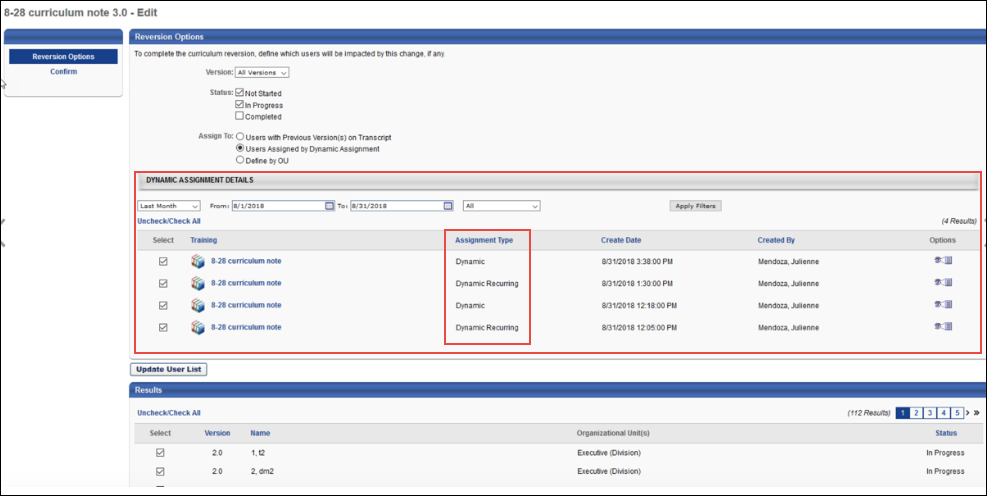 8-28 curriculum note 3.0 - Edit
Reversion Options
Confirm
Reversion Options
To complete the curriculum reversion, define which users will be impacted by this change, if any.
Version: All Versions
Status: Not Started
In Progress
Completed
Assign To: Users with Previous Version(s) on Transcript
Users Assigned by Dynamic Assignment
Define by OU
DYNAMIC ASSIGNMENT DETAILS
Last Month From: 8/1/2018 To: 8/31/2018 All Apply Filters
Uncheck/Check All (4 Results)
Select Training Assignment Type Create Date Created By Options
8-28 curriculum note Dynamic 8/31/2018 3:38:00 PM Mendoza, Julienne
8-28 curriculum note Dynamic Recurring 8/31/2018 1:30:00 PM Mendoza, Julienne
8-28 curriculum note Dynamic 8/31/2018 12:18:00 PM Mendoza, Julienne
8-28 curriculum note Dynamic Recurring 8/31/2018 12:05:00 PM Mendoza, Julienne
Update User List
Results
Uncheck/Check All (112 Results) 1 2 3 4 5 > »
Select Version Name Organizational Unit(s) Status
2.0 1, t2 Executive (Division) In Progress
2.0 2, dm2 Executive (Division) In Progress